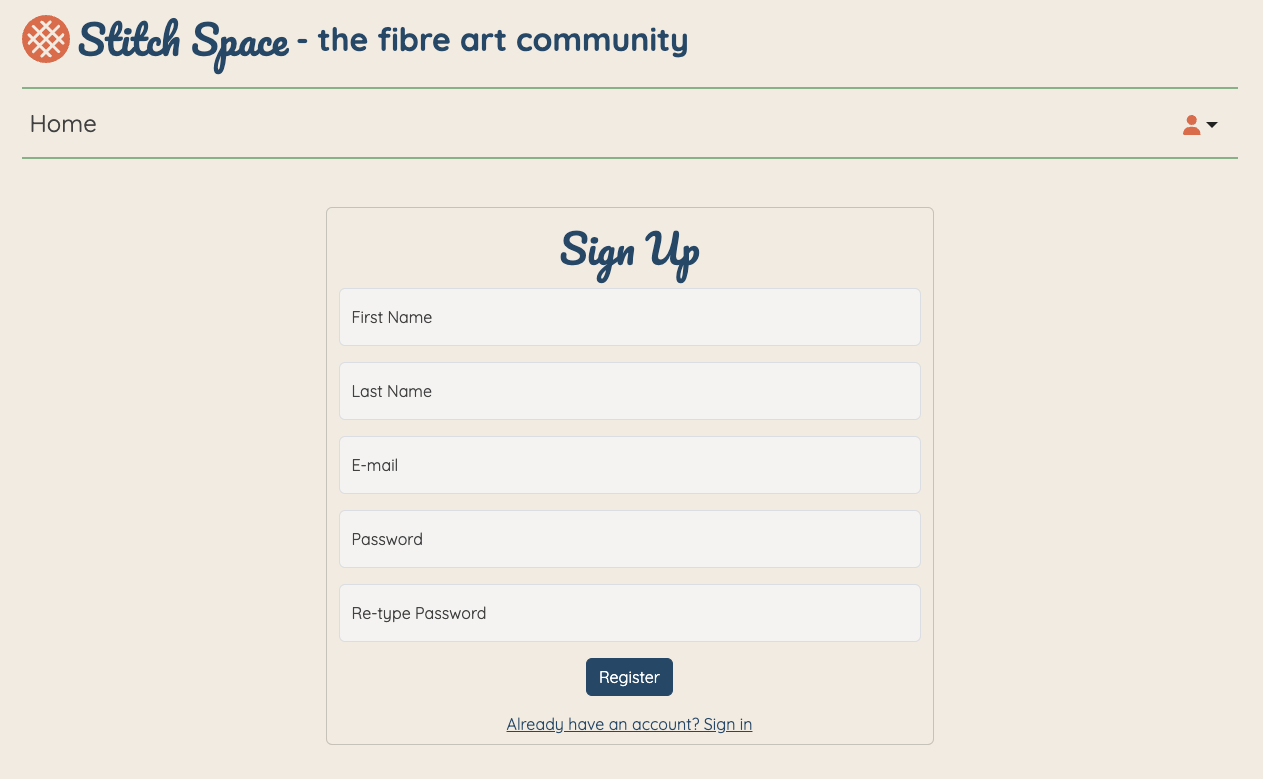 Stitch Space - the fibre art community
Home
Sign Up
First Name
Last Name
E-mail
Password
Re-type Password
Register
Already have an account? Sign in